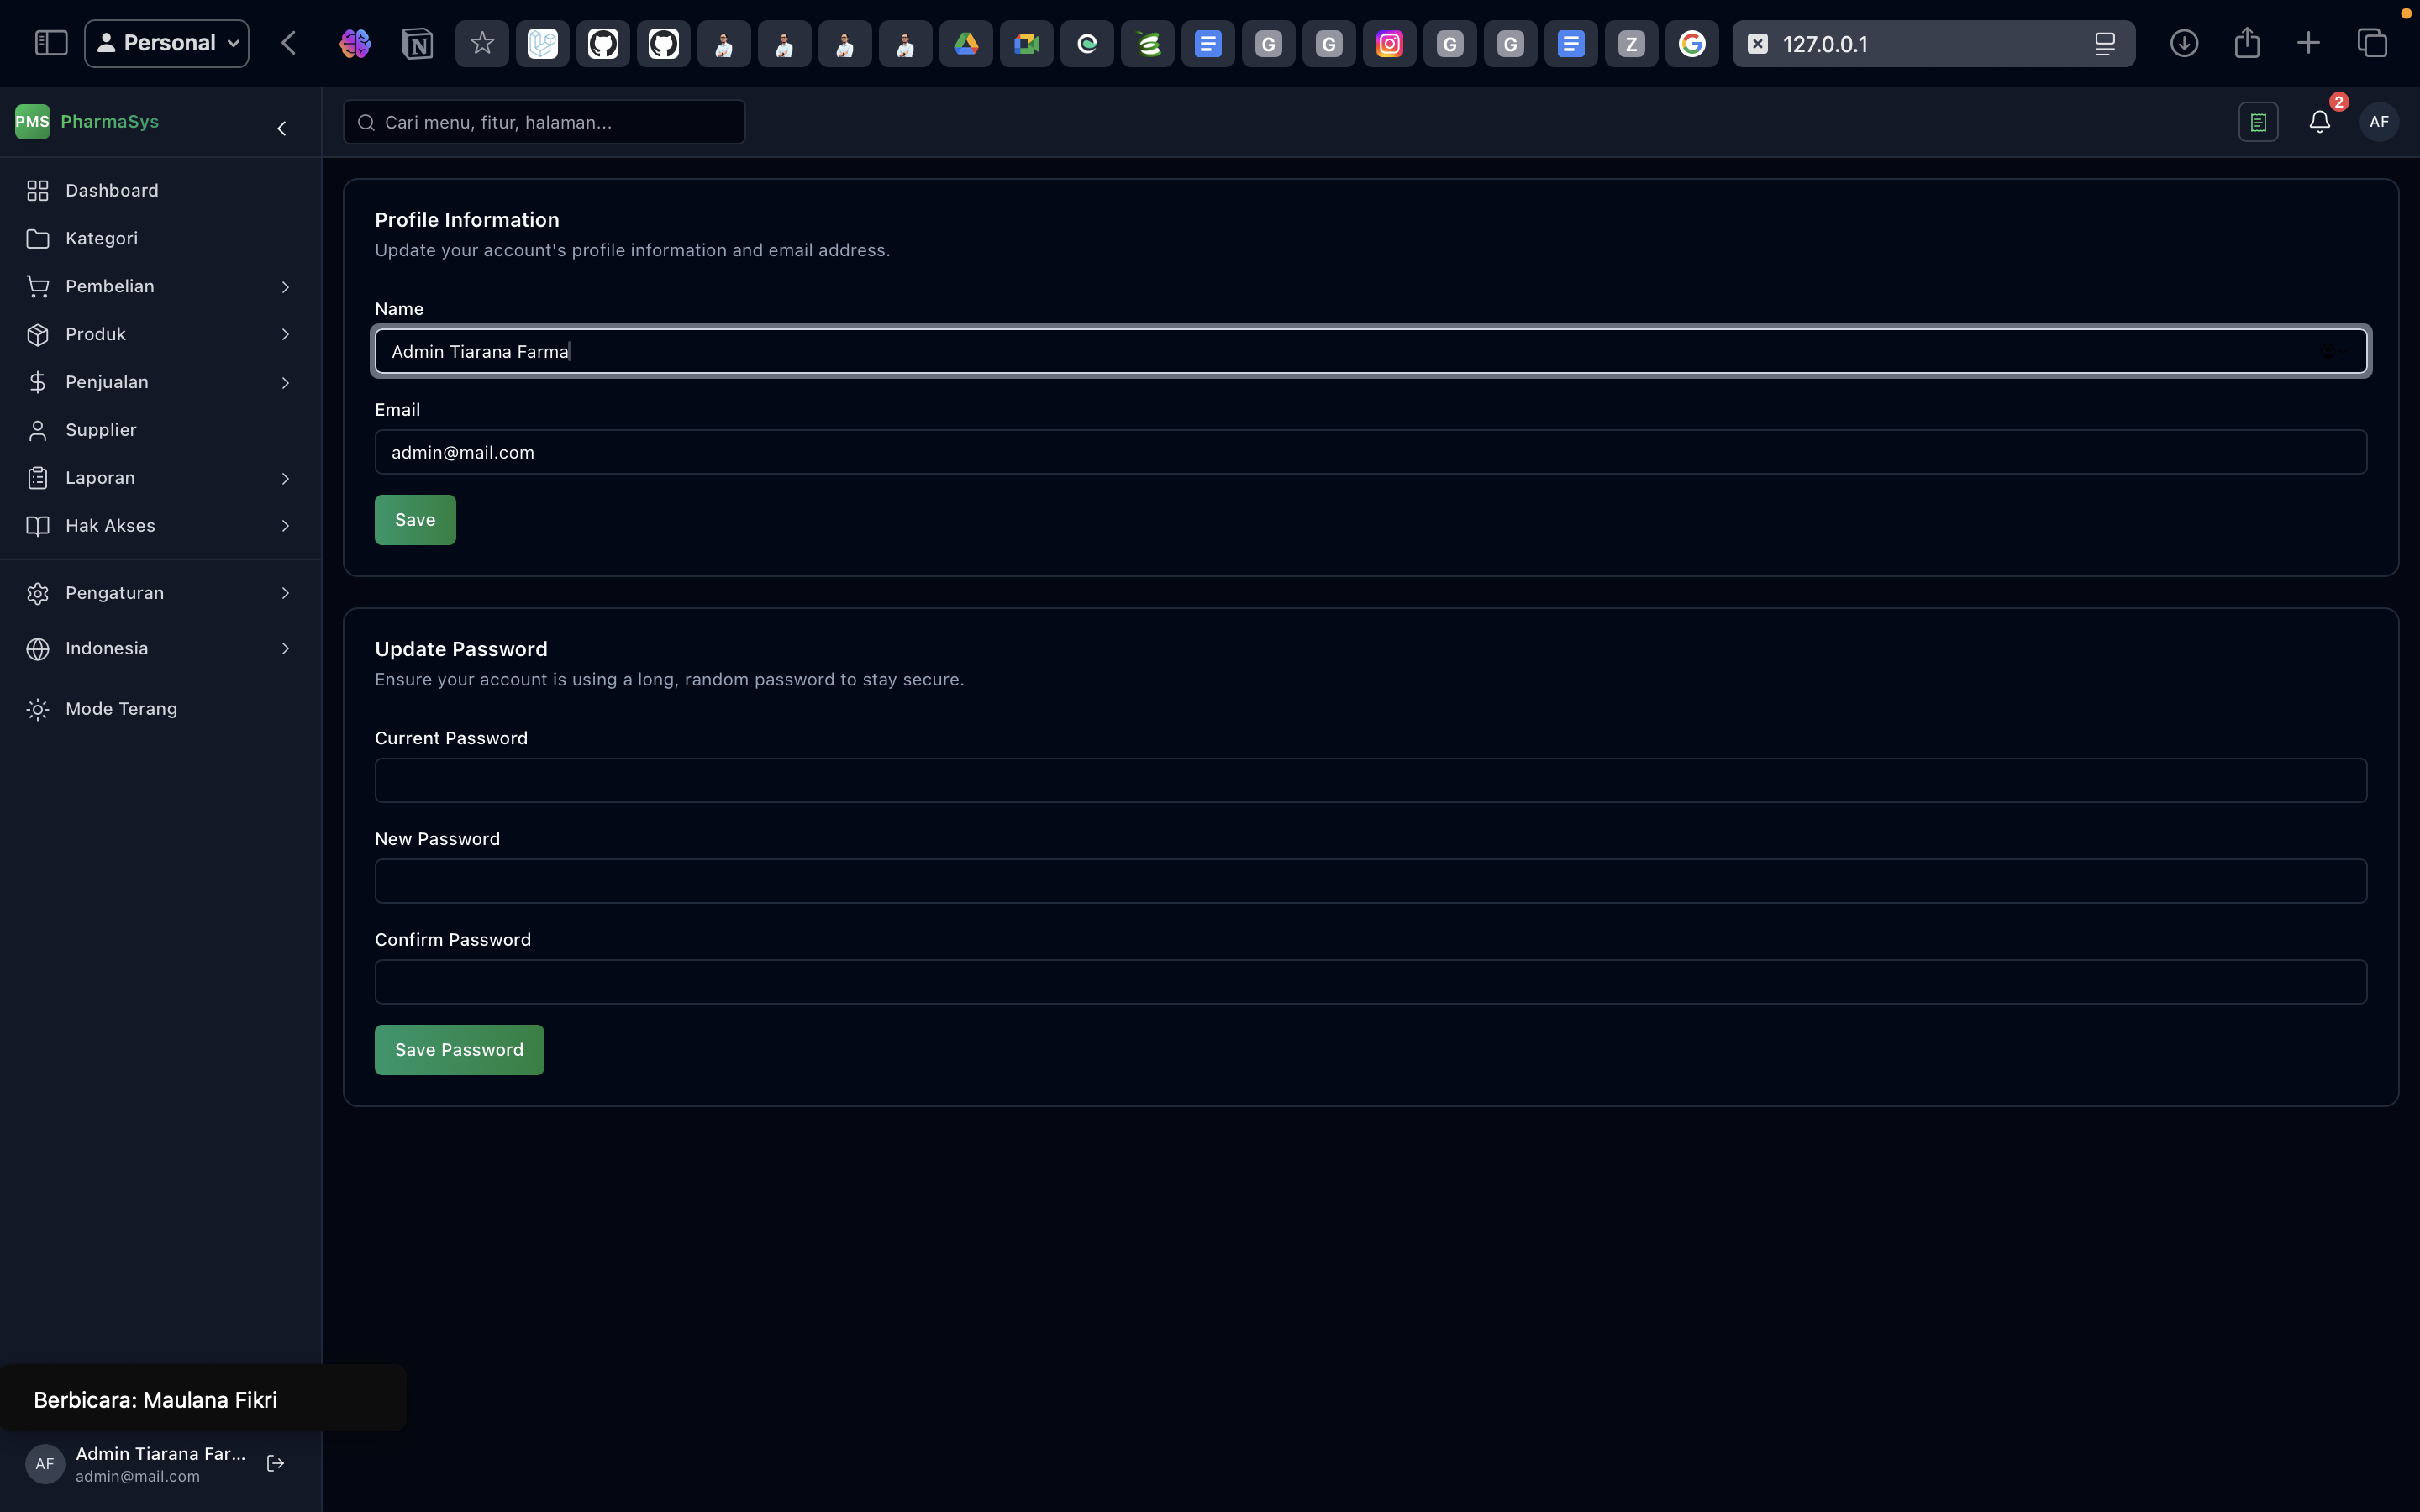 Personal
G
G
G
G
Z
127.0.0.1
PMS PharmaSys
Cari menu, fitur, halaman...
2
AF
Dashboard
Kategori
Pembelian
Produk
Penjualan
Supplier
Laporan
Hak Akses
Pengaturan
Indonesia
Mode Terang
Profile Information
Update your account's profile information and email address.
Name
Admin Tiarana Farma
Email
admin@mail.com
Save
Update Password
Ensure your account is using a long, random password to stay secure.
Current Password
New Password
Confirm Password
Save Password
Berbicara: Maulana Fikri
AF
Admin Tiarana Far...
admin@mail.com